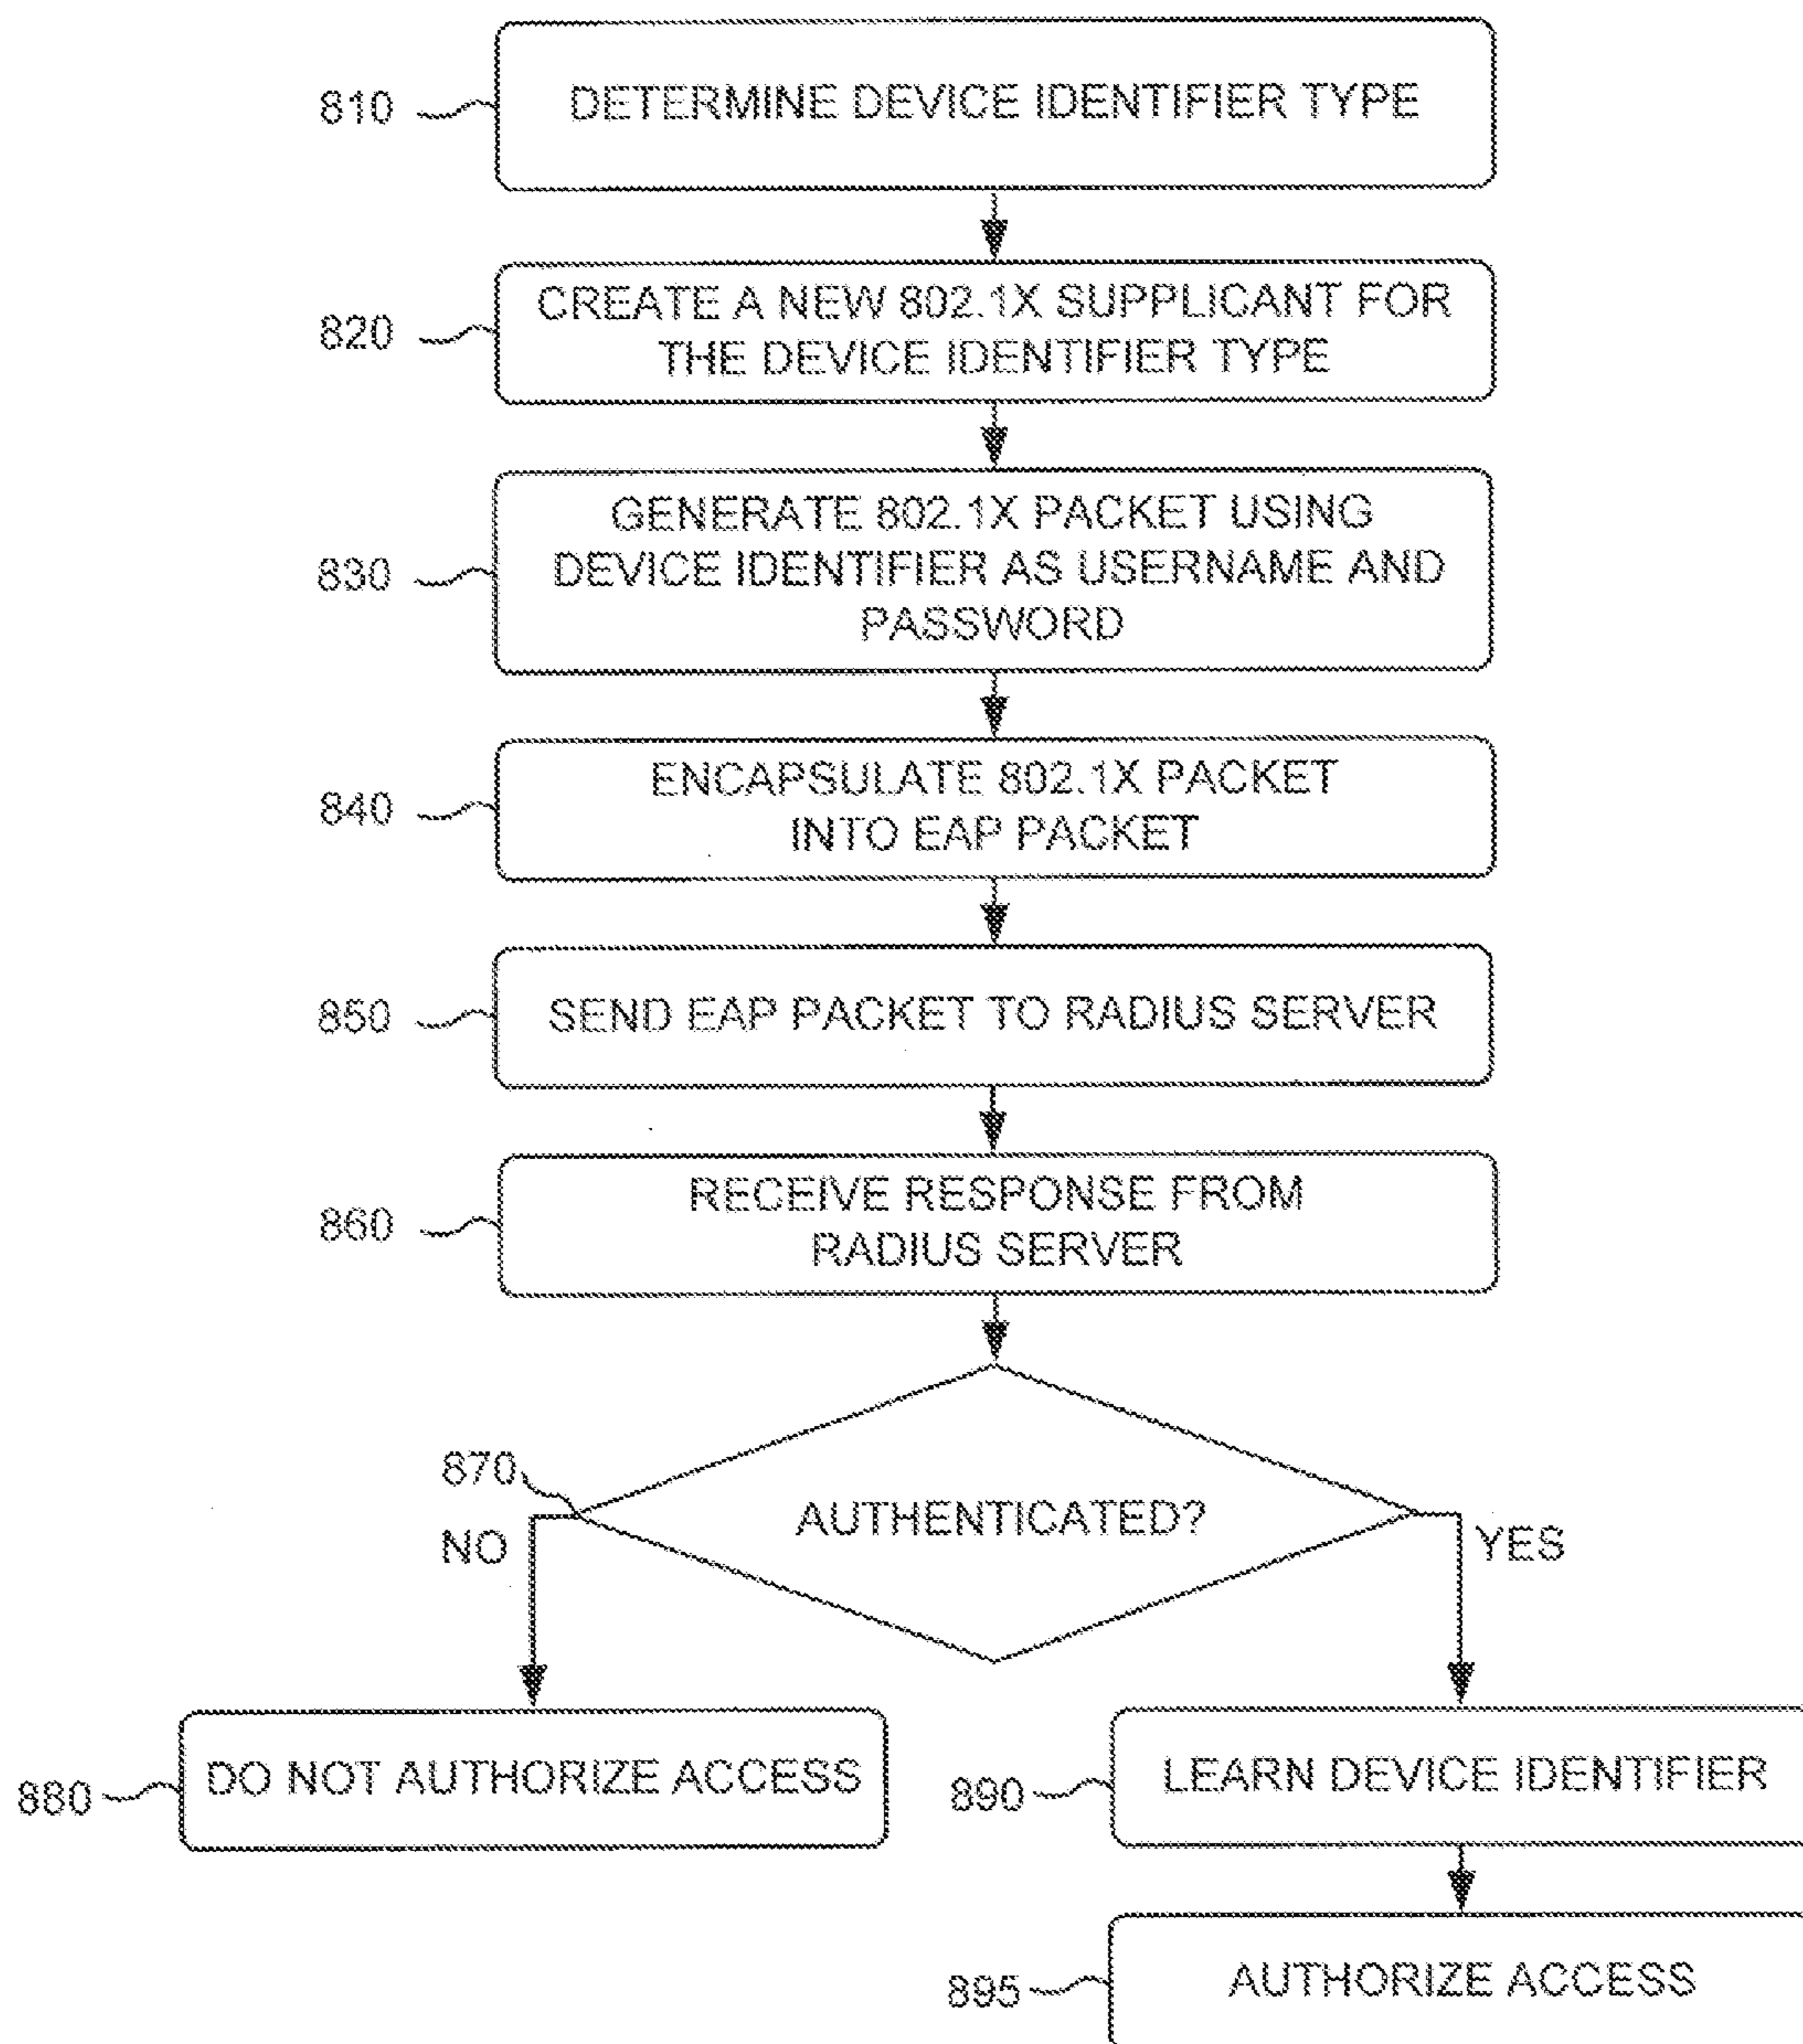 810
DETERMINE DEVICE IDENTIFIER TYPE
820
CREATE A NEW 802.1X SUPPLICANT FOR
THE DEVICE IDENTIFIER TYPE
830
GENERATE 802.1X PACKET USING
DEVICE IDENTIFIER AS USERNAME AND
PASSWORD
840
ENCAPSULATE 802.1X PACKET
INTO EAP PACKET
850
SEND EAP PACKET TO RADIUS SERVER
860
RECEIVE RESPONSE FROM
RADIUS SERVER
870
AUTHENTICATED?
NO
YES
880
DO NOT AUTHORIZE ACCESS
890
LEARN DEVICE IDENTIFIER
895
AUTHORIZE ACCESS